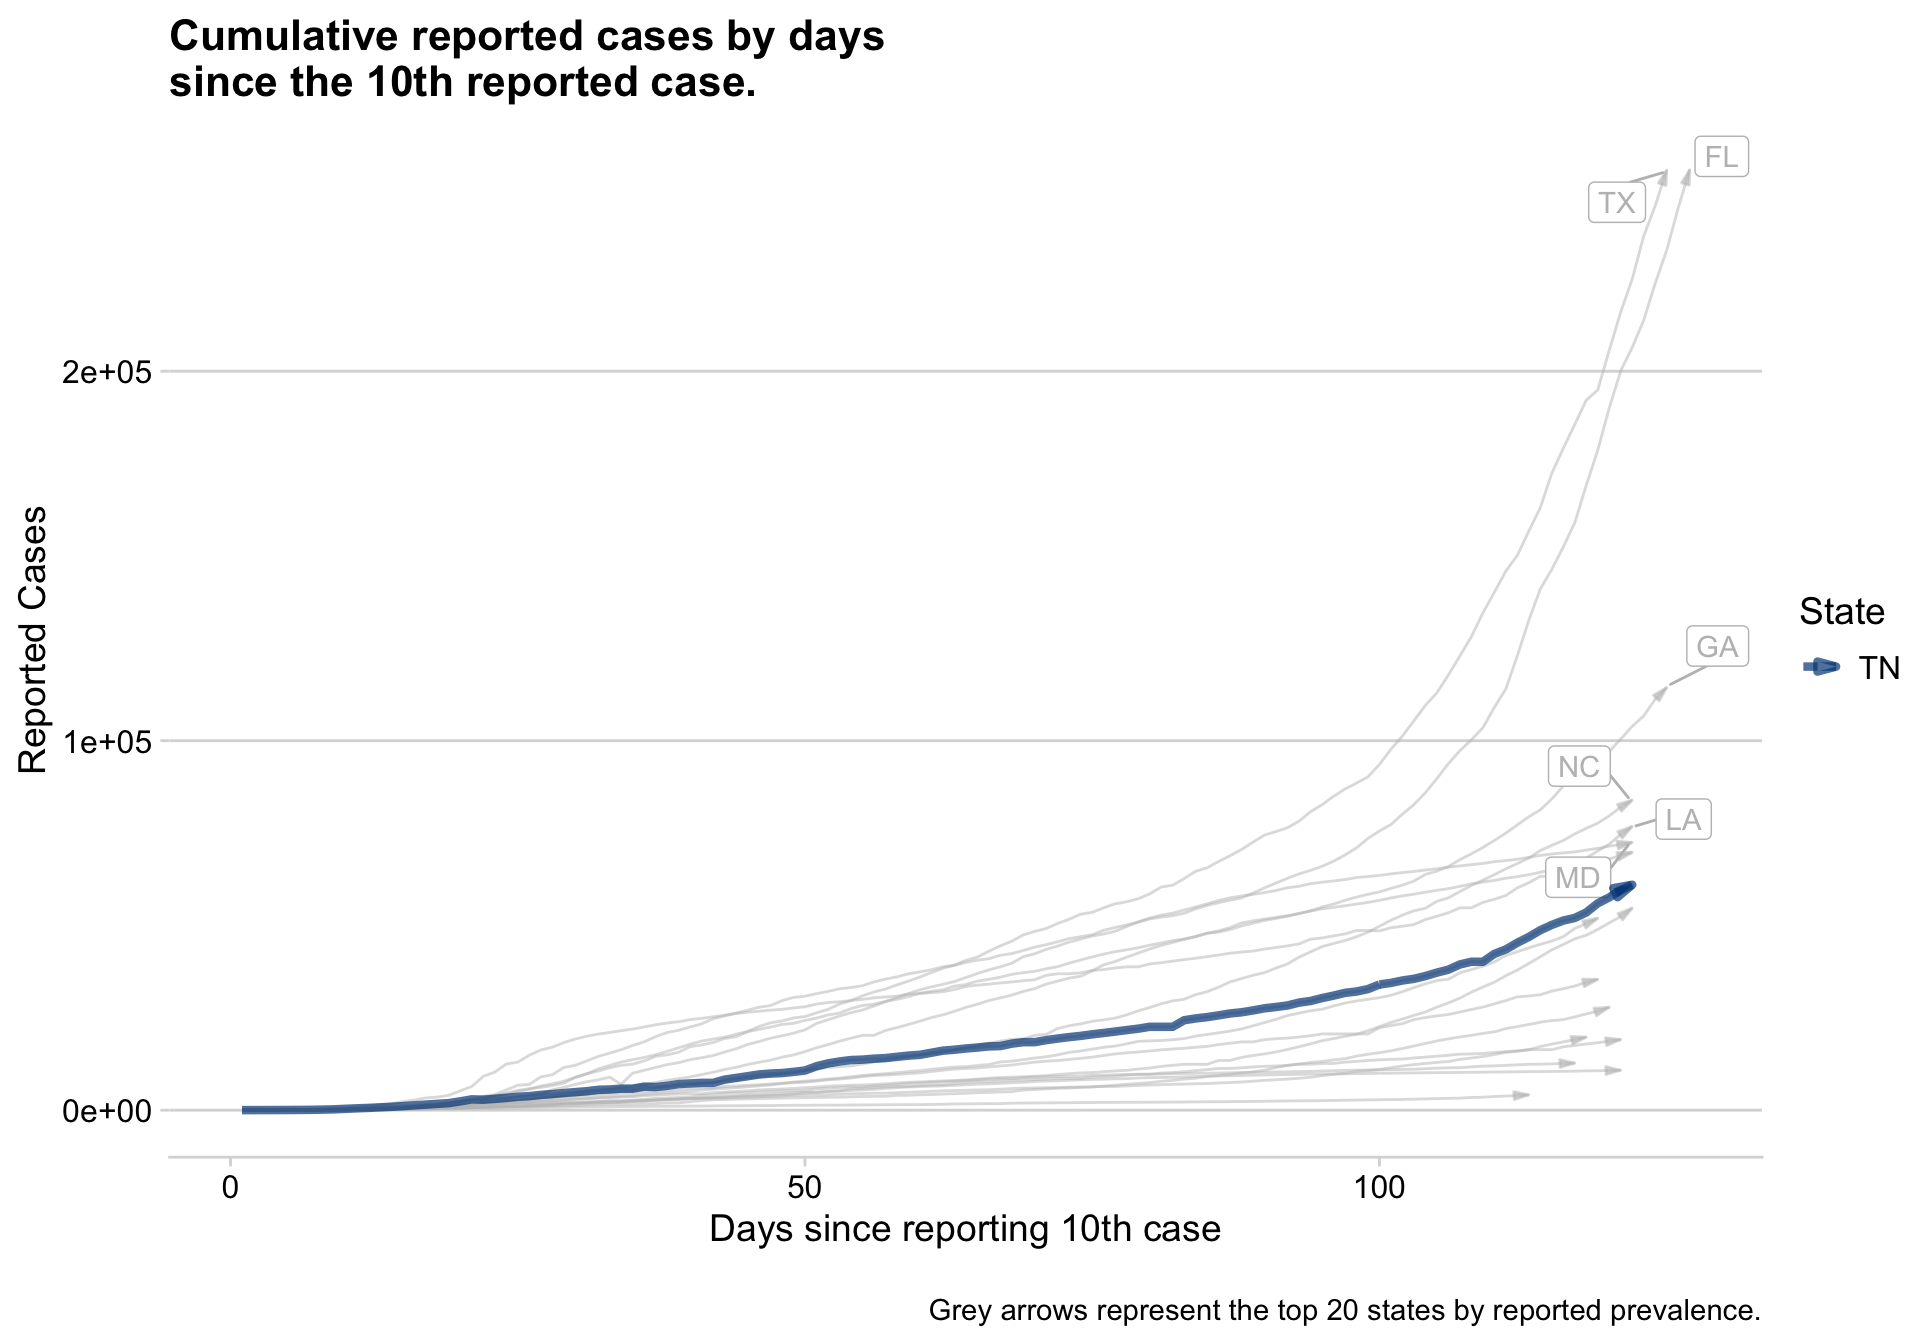 Cumulative reported cases by days
since the 10th reported case.
FL
TX
2e+05
GA
State
TN
1e+05
NC
LA
MD
Reported Cases
0e+00
0
50
100
Days since reporting 10th case
Grey arrows represent the top 20 states by reported prevalence.